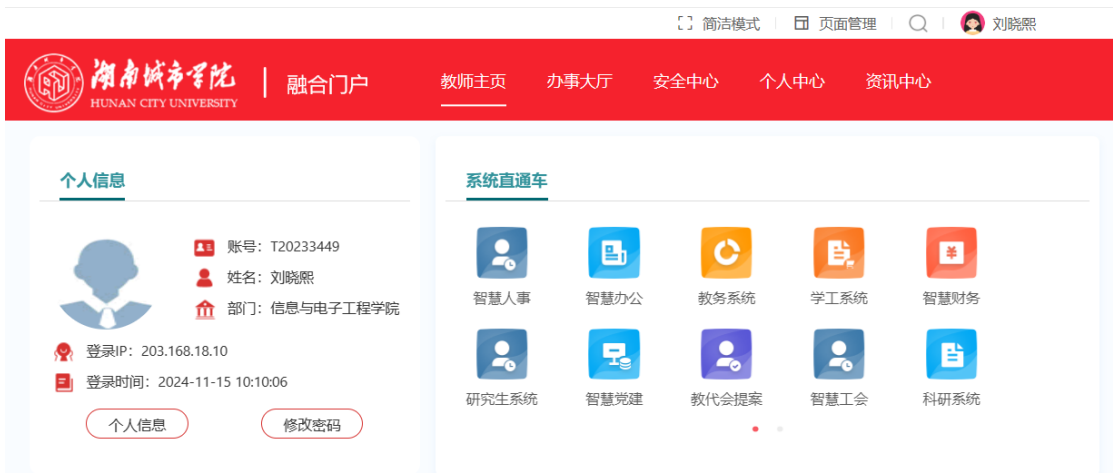 简洁模式 页面管理 刘晓熙
湖南城市学院 融合门户 教师主页 办事大厅 安全中心 个人中心 资讯中心
HUNAN CITY UNIVERSITY
个人信息
账号：T20233449
姓名：刘晓熙
部门：信息与电子工程学院
登录IP：203.168.18.10
登录时间：2024-11-15 10:10:06
个人信息 修改密码
系统直通车
智慧人事 智慧办公 教务系统 学工系统 智慧财务
研究生系统 智慧党建 教代会提案 智慧工会 科研系统